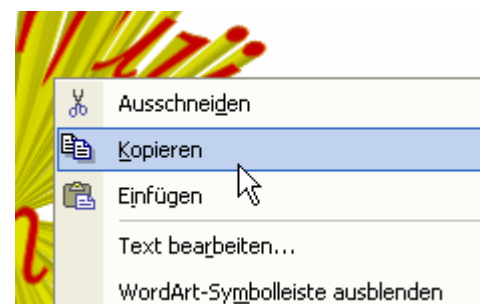 Ausschneiden
Kopieren
Einfügen
Text bearbeiten...
WordArt-Symbolleiste ausblenden